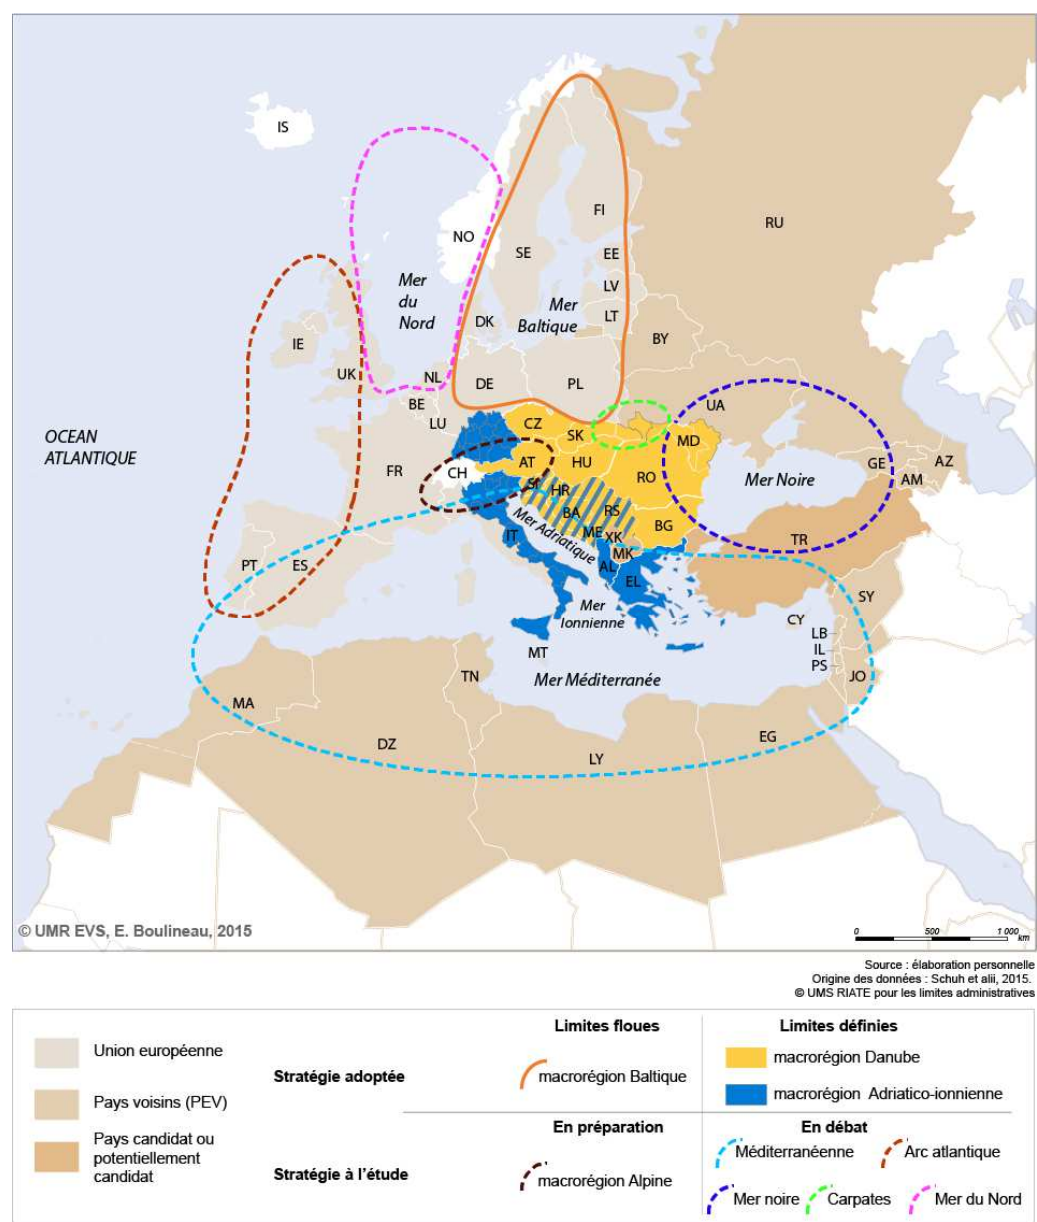 IS
RU
NO
FI
SE
EE
LV
LT
Mer
du
Nord
Mer
Baltique
DK
BY
IE
UK
NL
DE
PL
BE
LU
UA
OCEAN
ATLANTIQUE
CZ
SK
MD
FR
CH
AT
HU
RO
Mer Noire
GE
AZ
AM
SI
HR
BA
RS
BG
IT
Mer Adriatique
ME
XK
MK
TR
PT
ES
AL
EL
SY
Mer
Ionnienne
CY
LB
IL
PS
MT
JO
TN
Mer Méditerranée
MA
DZ
LY
EG
© UMR EVS, E. Boulineau, 2015
0 500 1 000
km
Source : élaboration personnelle
Origine des données : Schuh et alii, 2015.
© UMS RIATE pour les limites administratives
Union européenne
Pays voisins (PEV)
Pays candidat ou
potentiellement
candidat
Limites floues
Limites définies
Stratégie adoptée
macrorégion Baltique
macrorégion Danube
macrorégion Adriatico-ionnienne
En préparation
En débat
Stratégie à l'étude
macrorégion Alpine
Méditerranéenne
Arc atlantique
Mer noire
Carpates
Mer du Nord